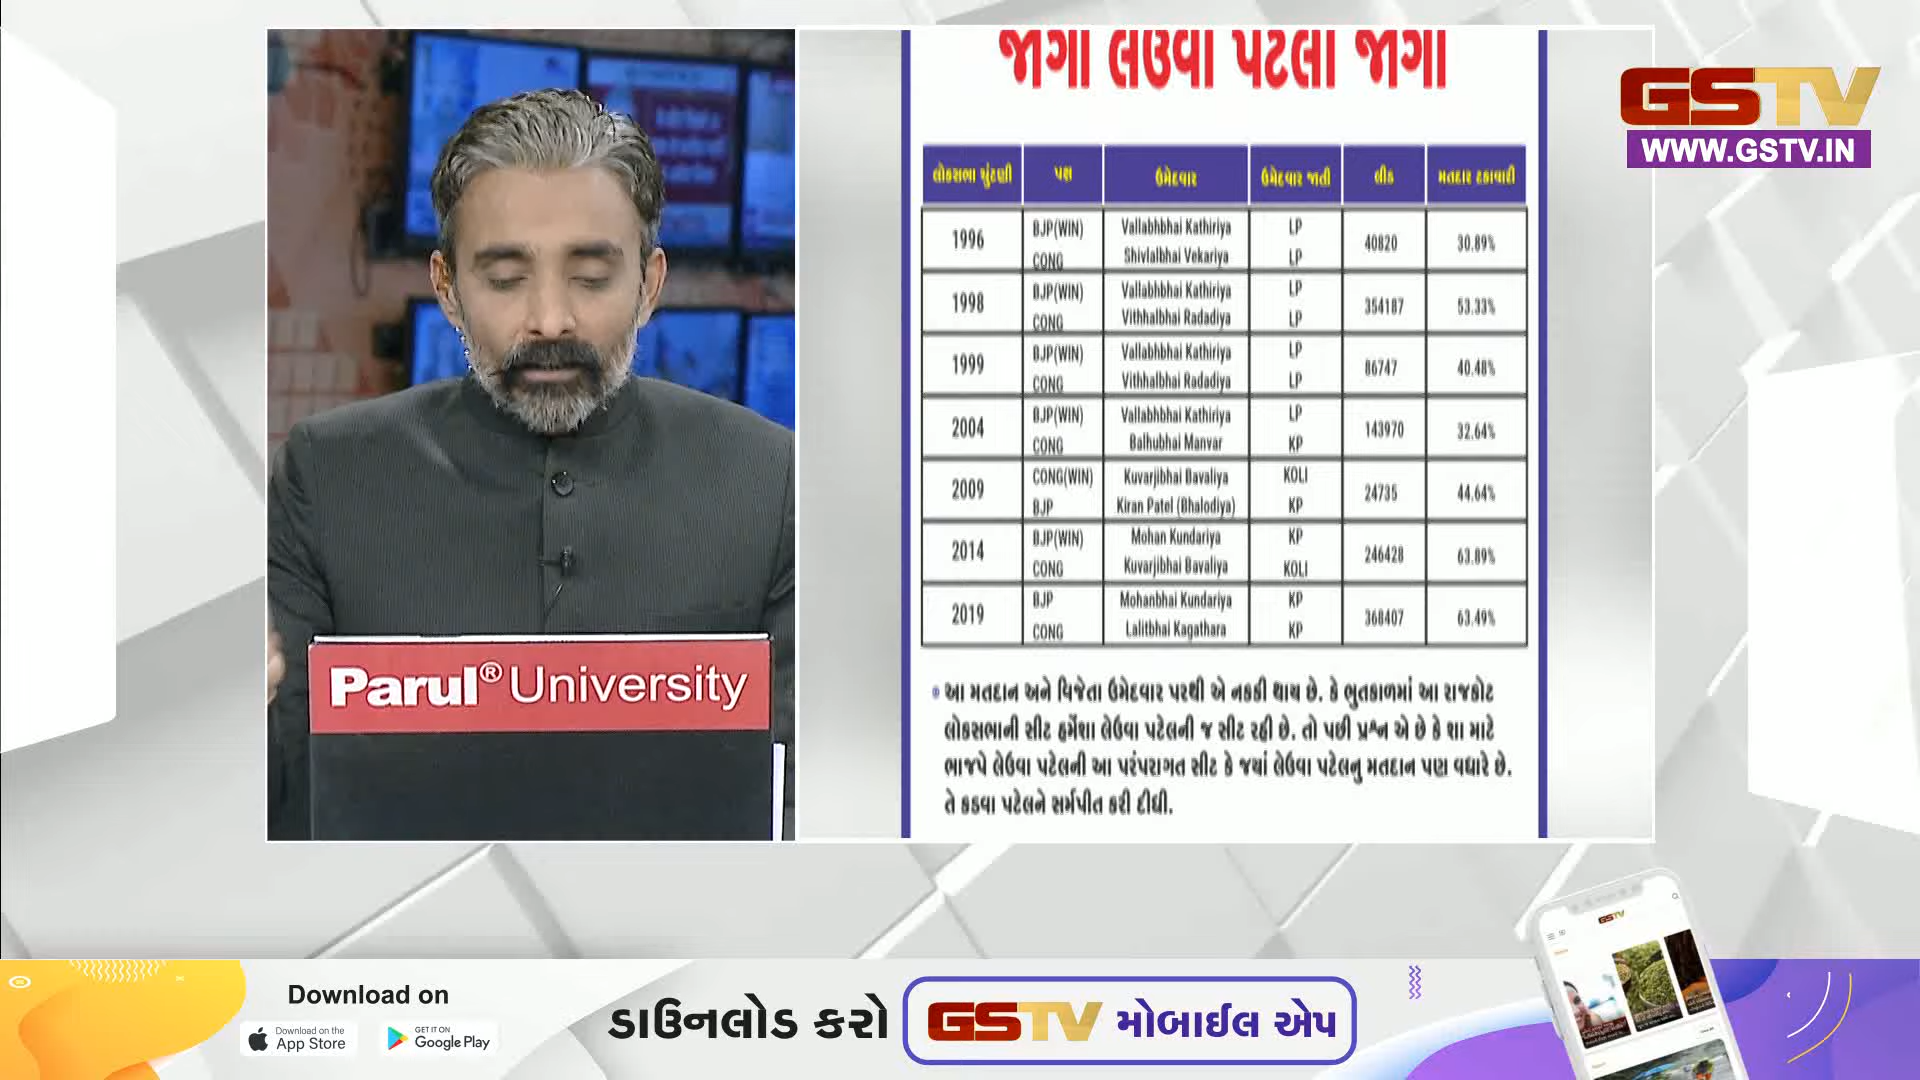 જાગો લેઉવા પટેલો જાગો
GSTV
WWW.GSTV.IN
લોકસભા ચુંટણી પક્ષ ઉમેદવાર ઉમેદવાર જાતી લીડ મતદાર ટકાવારી
1996 BJP(WIN) Vallabhbhai Kathiriya LP 40820 30.89%
CONG Shivlalbhai Vekariya LP
1998 BJP(WIN) Vallabhbhai Kathiriya LP 354187 53.33%
CONG Vithhalbhai Radadiya LP
1999 BJP(WIN) Vallabhbhai Kathiriya LP 86747 40.48%
CONG Vithhalbhai Radadiya LP
2004 BJP(WIN) Vallabhbhai Kathiriya LP 143970 32.64%
CONG Balhubhai Manvar KP
2009 CONG(WIN) Kuvarjibhai Bavaliya KOLI 24735 44.64%
BJP Kiran Patel (Bhalodiya) KP
2014 BJP(WIN) Mohan Kundariya KP 246428 63.89%
CONG Kuvarjibhai Bavaliya KOLI
2019 BJP Mohanbhai Kundariya KP 368407 63.49%
CONG Lalitbhai Kagathara KP
આ મતદાન અને વિજેતા ઉમેદવાર પરથી એ નકકી થાય છે. કે ભુતકાળમાં આ રાજકોટ
લોકસભાની સીટ હર્મેશા લેઉવા પટેલની જ સીટ રહી છે. તો પછી પ્રશ્ન એ છે કે શા માટે
ભાજપે લેઉવા પટેલની આ પરંપરાગત સીટ કે જયાં લેઉવા પટેલનુ મતદાન પણ વધારે છે.
તે કડવા પટેલને સર્મપીત કરી દીધી.
Parul® University
Download on
Download on the
App Store
GET IT ON
Google Play
ડાઉનલોડ કરો GSTV મોબાઈલ એપ
GSTV